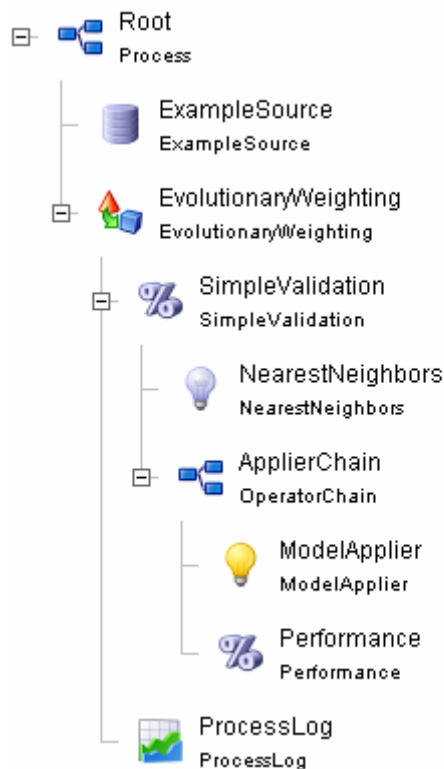 Root
Process
ExampleSource
ExampleSource
EvolutionaryWeighting
EvolutionaryWeighting
SimpleValidation
SimpleValidation
NearestNeighbors
NearestNeighbors
ApplierChain
OperatorChain
ModelApplier
ModelApplier
Performance
Performance
ProcessLog
ProcessLog